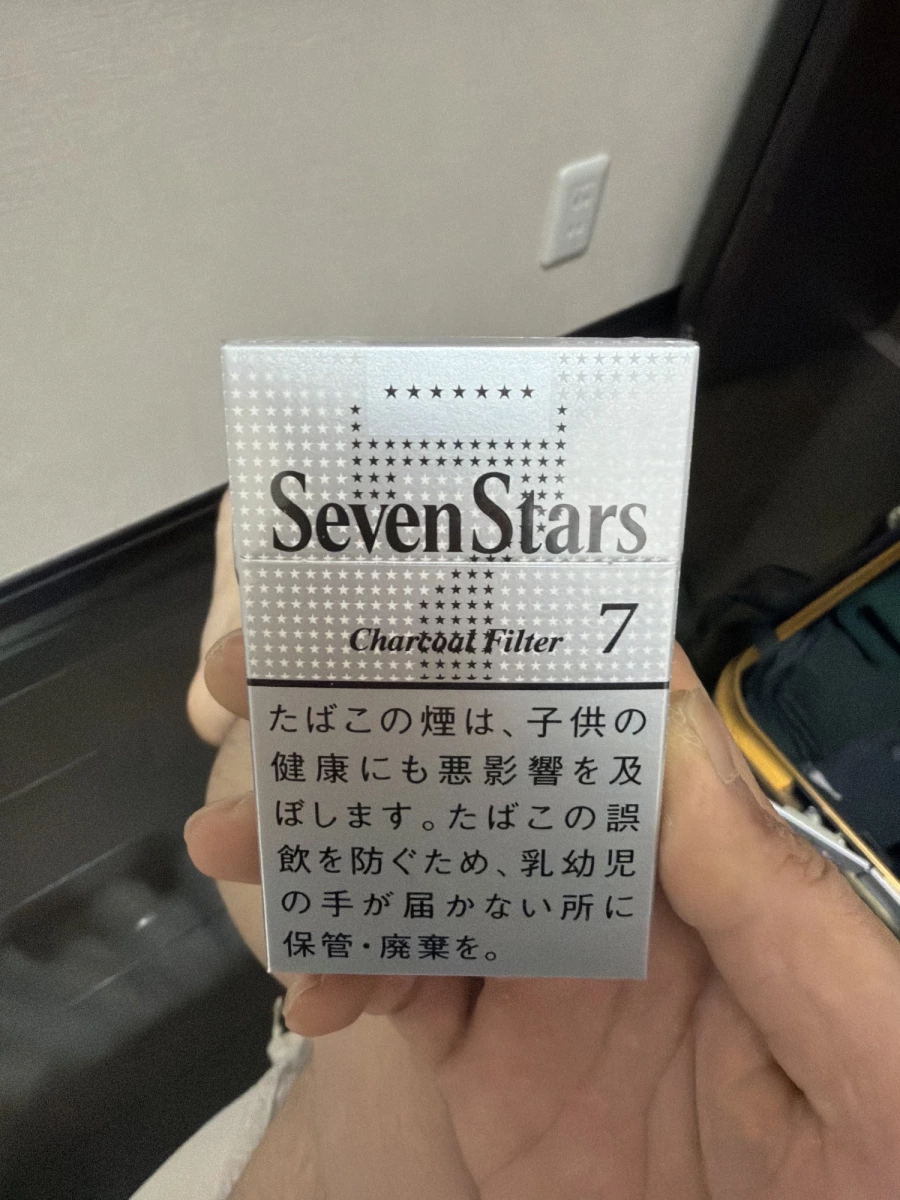 Seven Stars
Charcoal Filter 7
たばこの煙は、子供の
健康にも悪影響を及
ぼします。たばこの誤
飲を防ぐため、乳幼児
の手が届かない所に
保管・廃棄を。